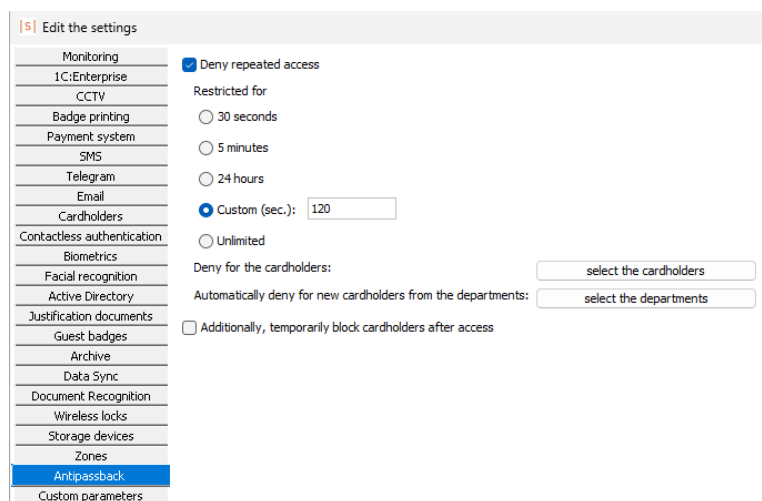 |S| Edit the settings
Monitoring
1C:Enterprise
CCTV
Badge printing
Payment system
SMS
Telegram
Email
Cardholders
Contactless authentication
Biometrics
Facial recognition
Active Directory
Justification documents
Guest badges
Archive
Data Sync
Document Recognition
Wireless locks
Storage devices
Zones
Antipassback
Custom parameters
Deny repeated access
Restricted for
30 seconds
5 minutes
24 hours
Custom (sec.): 120
Unlimited
Deny for the cardholders: select the cardholders
Automatically deny for new cardholders from the departments: select the departments
Additionally, temporarily block cardholders after access